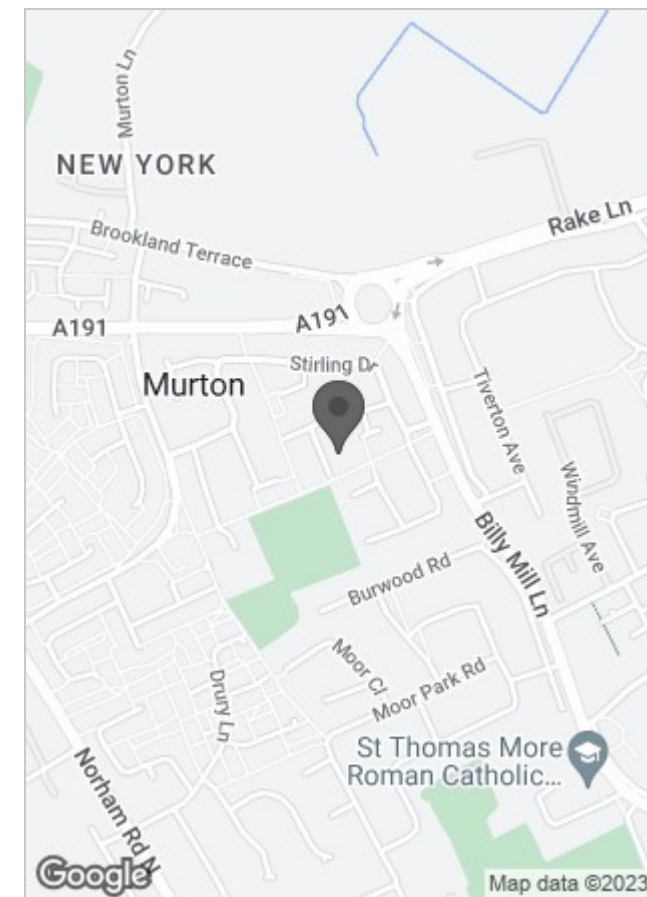 Murton Ln
NEW YORK
Rake Ln
Brookland Terrace
A191
A191
Stirling Dr
Murton
Tiverton Ave
Windmill Ave
Billy Mill Ln
Burwood Rd
Moor Cl
Moor Park Rd
Drury Ln
St Thomas More
Roman Catholic...
Norham Rd N
Google
Map data ©2023